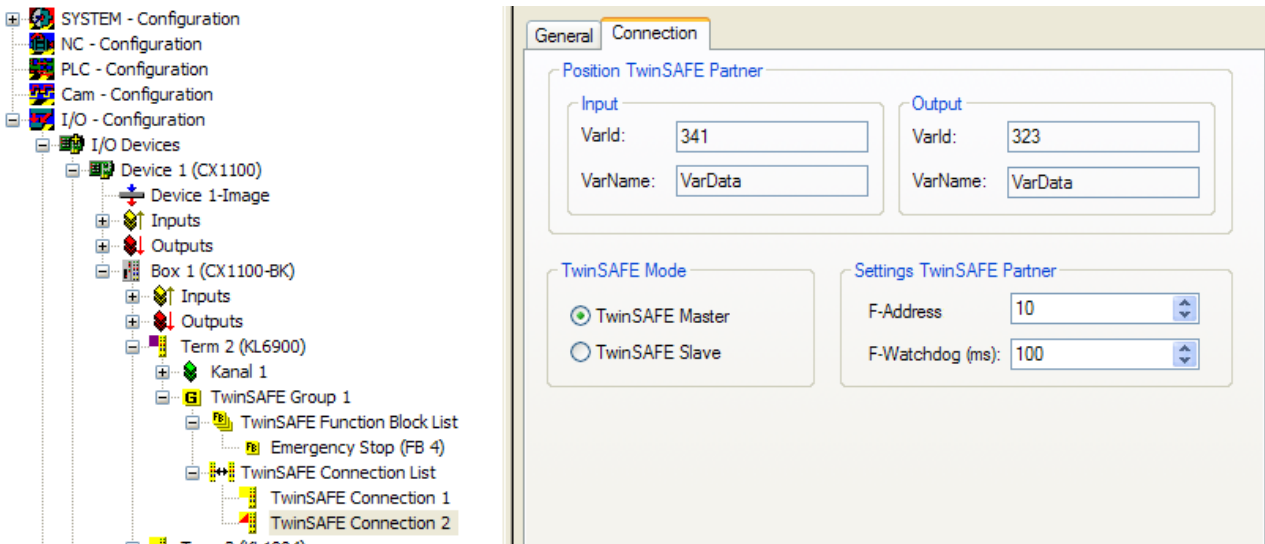 SYSTEM - Configuration
NC - Configuration
PLC - Configuration
Cam - Configuration
I/O - Configuration
I/O Devices
Device 1 (CX1100)
Device 1-Image
Inputs
Outputs
Box 1 (CX1100-BK)
Inputs
Outputs
Term 2 (KL6900)
Kanal 1
G TwinSAFE Group 1
FB TwinSAFE Function Block List
FB Emergency Stop (FB 4)
TwinSAFE Connection List
TwinSAFE Connection 1
TwinSAFE Connection 2
General Connection
Position TwinSAFE Partner
Input
VarId: 341
VarName: VarData
Output
VarId: 323
VarName: VarData
TwinSAFE Mode
TwinSAFE Master
TwinSAFE Slave
Settings TwinSAFE Partner
F-Address 10
F-Watchdog (ms): 100